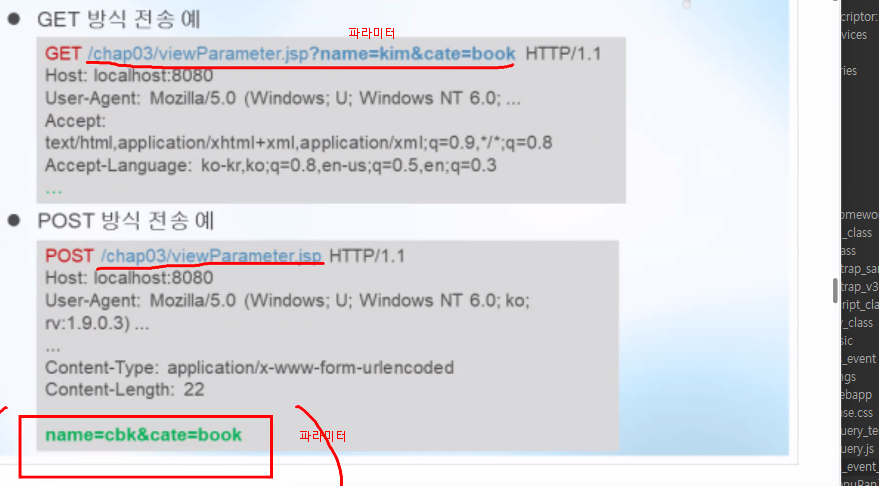 ● GET 방식 전송 예
파라미터
GET /chap03/viewParameter.jsp?name=kim&cate=book HTTP/1.1
Host: localhost:8080
User-Agent: Mozilla/5.0 (Windows; U; Windows NT 6.0; ...
Accept:
text/html,application/xhtml+xml,application/xml;q=0.9,*/*;q=0.8
Accept-Language: ko-kr,ko;q=0.8,en-us;q=0.5,en;q=0.3
...
● POST 방식 전송 예
POST /chap03/viewParameter.jsp HTTP/1.1
Host: localhost:8080
User-Agent: Mozilla/5.0 (Windows; U; Windows NT 6.0; ko;
rv:1.9.0.3) ...
...
Content-Type: application/x-www-form-urlencoded
Content-Length: 22
name=cbk&cate=book
파라미터
criptor:
vices
ries
omewo
_class
ass
trap_sa
trap_v3
cript_cla
_class
sic
_event
ngs
ebapp
se.css
uery_te
uery.js
_event_
nuPan